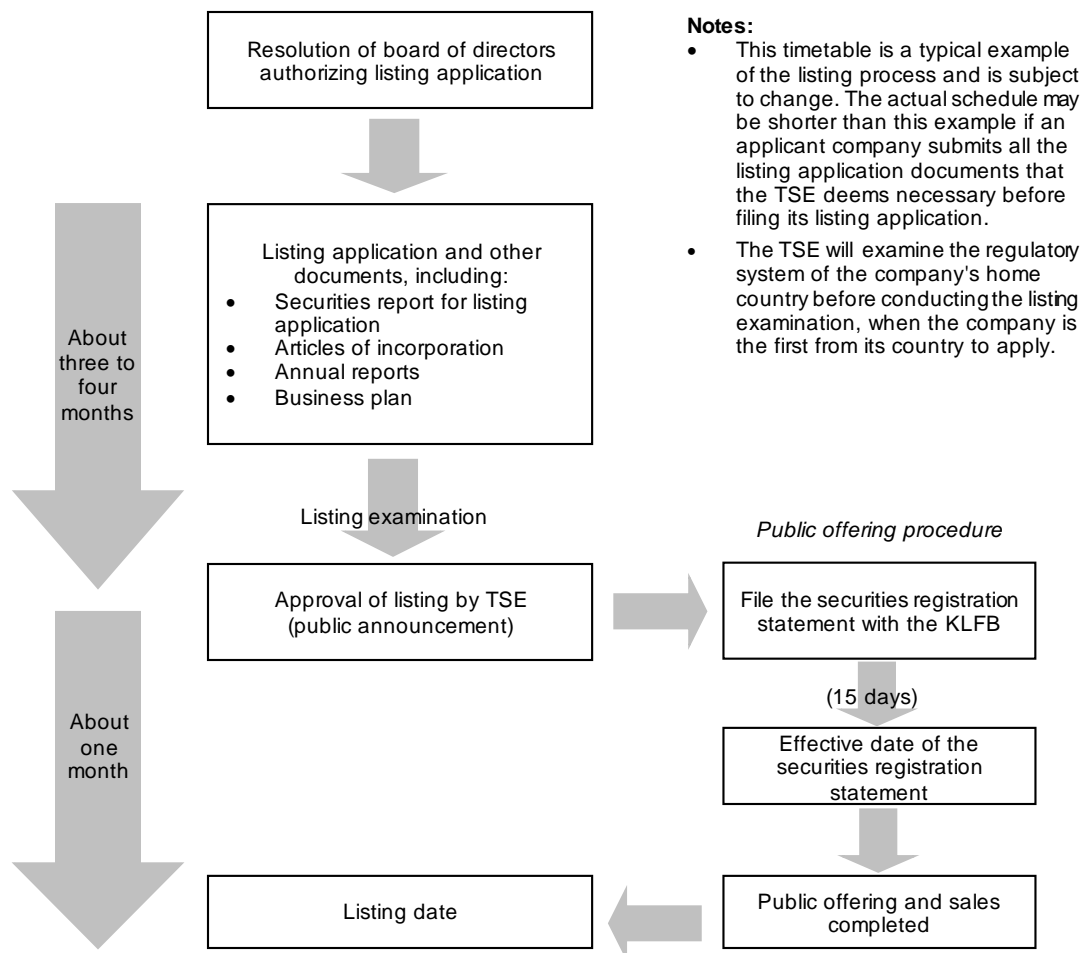 Resolution of board of directors
authorizing listing application
Notes:
• This timetable is a typical example
of the listing process and is subject
to change. The actual schedule may
be shorter than this example if an
applicant company submits all the
listing application documents that
the TSE deems necessary before
filing its listing application.
• The TSE will examine the regulatory
system of the company's home
country before conducting the listing
examination, when the company is
the first from its country to apply.
About
three to
four
months
Listing application and other
documents, including:
• Securities report for listing
application
• Articles of incorporation
• Annual reports
• Business plan
Listing examination
Public offering procedure
Approval of listing by TSE
(public announcement)
File the securities registration
statement with the KLFB
(15 days)
About
one
month
Effective date of the
securities registration
statement
Listing date
Public offering and sales
completed